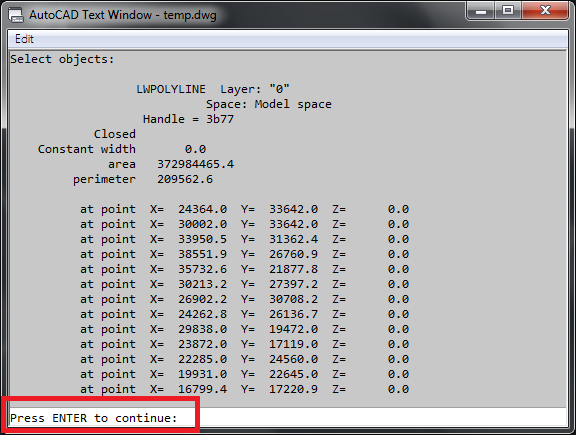 AutoCAD Text Window - temp.dwg
Edit
Select objects:
LWPOLYLINE  Layer: "0"
Space: Model space
Handle = 3b77
Closed
Constant width     0.0
area   372984465.4
perimeter   209562.6
at point  X=  24364.0  Y=  33642.0  Z=      0.0
at point  X=  30002.0  Y=  33642.0  Z=      0.0
at point  X=  33950.5  Y=  31362.4  Z=      0.0
at point  X=  38551.9  Y=  26760.9  Z=      0.0
at point  X=  35732.6  Y=  21877.8  Z=      0.0
at point  X=  30213.2  Y=  27397.2  Z=      0.0
at point  X=  26902.2  Y=  30708.2  Z=      0.0
at point  X=  24262.8  Y=  26136.7  Z=      0.0
at point  X=  29838.0  Y=  19472.0  Z=      0.0
at point  X=  23872.0  Y=  17119.0  Z=      0.0
at point  X=  22285.0  Y=  24560.0  Z=      0.0
at point  X=  19931.0  Y=  22645.0  Z=      0.0
at point  X=  16799.4  Y=  17220.9  Z=      0.0
Press ENTER to continue: